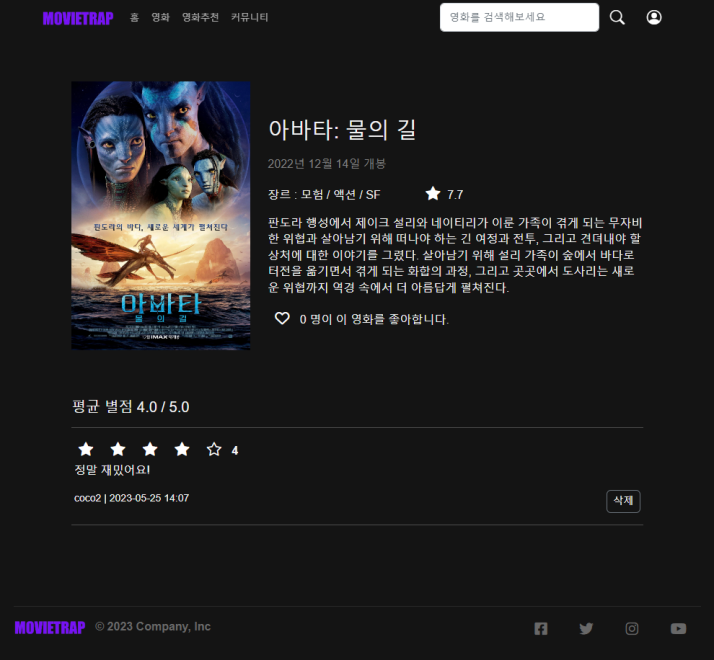 MOVIETRAP 홈 영화 영화추천 커뮤니티 영화를 검색해보세요
아바타: 물의 길
2022년 12월 14일 개봉
장르 : 모험 / 액션 / SF 7.7
판도라 행성에서 제이크 설리와 네이티리가 이룬 가족이 겪게 되는 무자비
한 위협과 살아남기 위해 떠나야 하는 긴 여정과 전투, 그리고 견뎌내야 할
상처에 대한 이야기를 그렸다. 살아남기 위해 설리 가족이 숲에서 바다로
터전을 옮기면서 겪게 되는 화합의 과정, 그리고 곳곳에서 도사리는 새로
운 위협까지 역경 속에서 더 아름답게 펼쳐진다.
0 명이 이 영화를 좋아합니다.
판도라의 바다, 새로운 세계가 펼쳐진다
아바타
물의 길
IMAX
평균 별점 4.0 / 5.0
4
정말 재밌어요!
coco2 | 2023-05-25 14:07
삭제
MOVIETRAP © 2023 Company, Inc